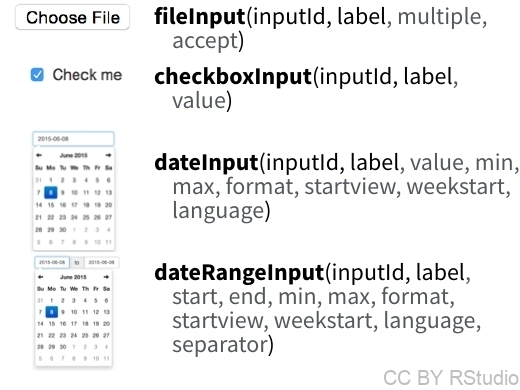 Choose File
fileInput(inputId, label, multiple,
accept)
Check me
checkboxInput(inputId, label,
value)
2015-06-08
June 2015
Su Mo Tu We Th Fr Sa
31 1 2 3 4 5 6
7 8 9 10 11 12 13
14 15 16 17 18 19 20
21 22 23 24 25 26 27
28 29 30 1 2 3 4
5 6 7 8 9 10 11
dateInput(inputId, label, value, min,
max, format, startview, weekstart,
language)
2015-06-08 to 2015-06-08
June 2015
Su Mo Tu We Th Fr Sa
31 1 2 3 4 5 6
7 8 9 10 11 12 13
14 15 16 17 18 19 20
21 22 23 24 25 26 27
28 29 30 1 2 3 4
5 6 7 8 9 10 11
dateRangeInput(inputId, label,
start, end, min, max, format,
startview, weekstart, language,
separator)
CC BY RStudio